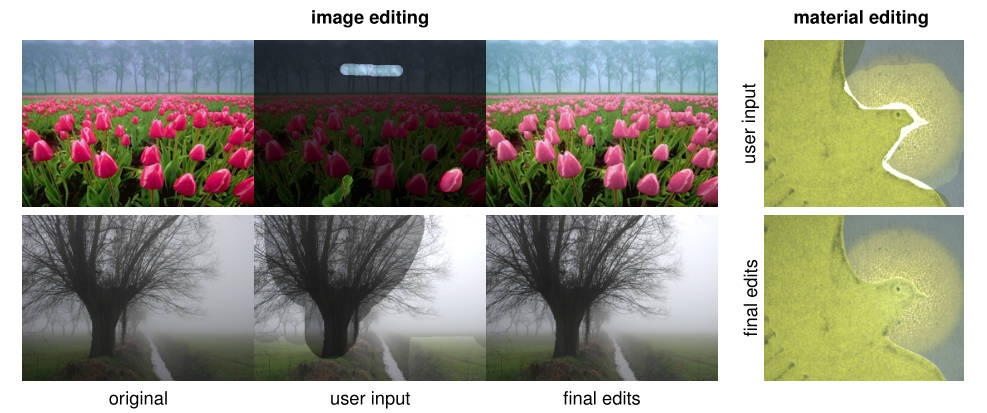 image editing
material editing
user input
final edits
original
user input
final edits